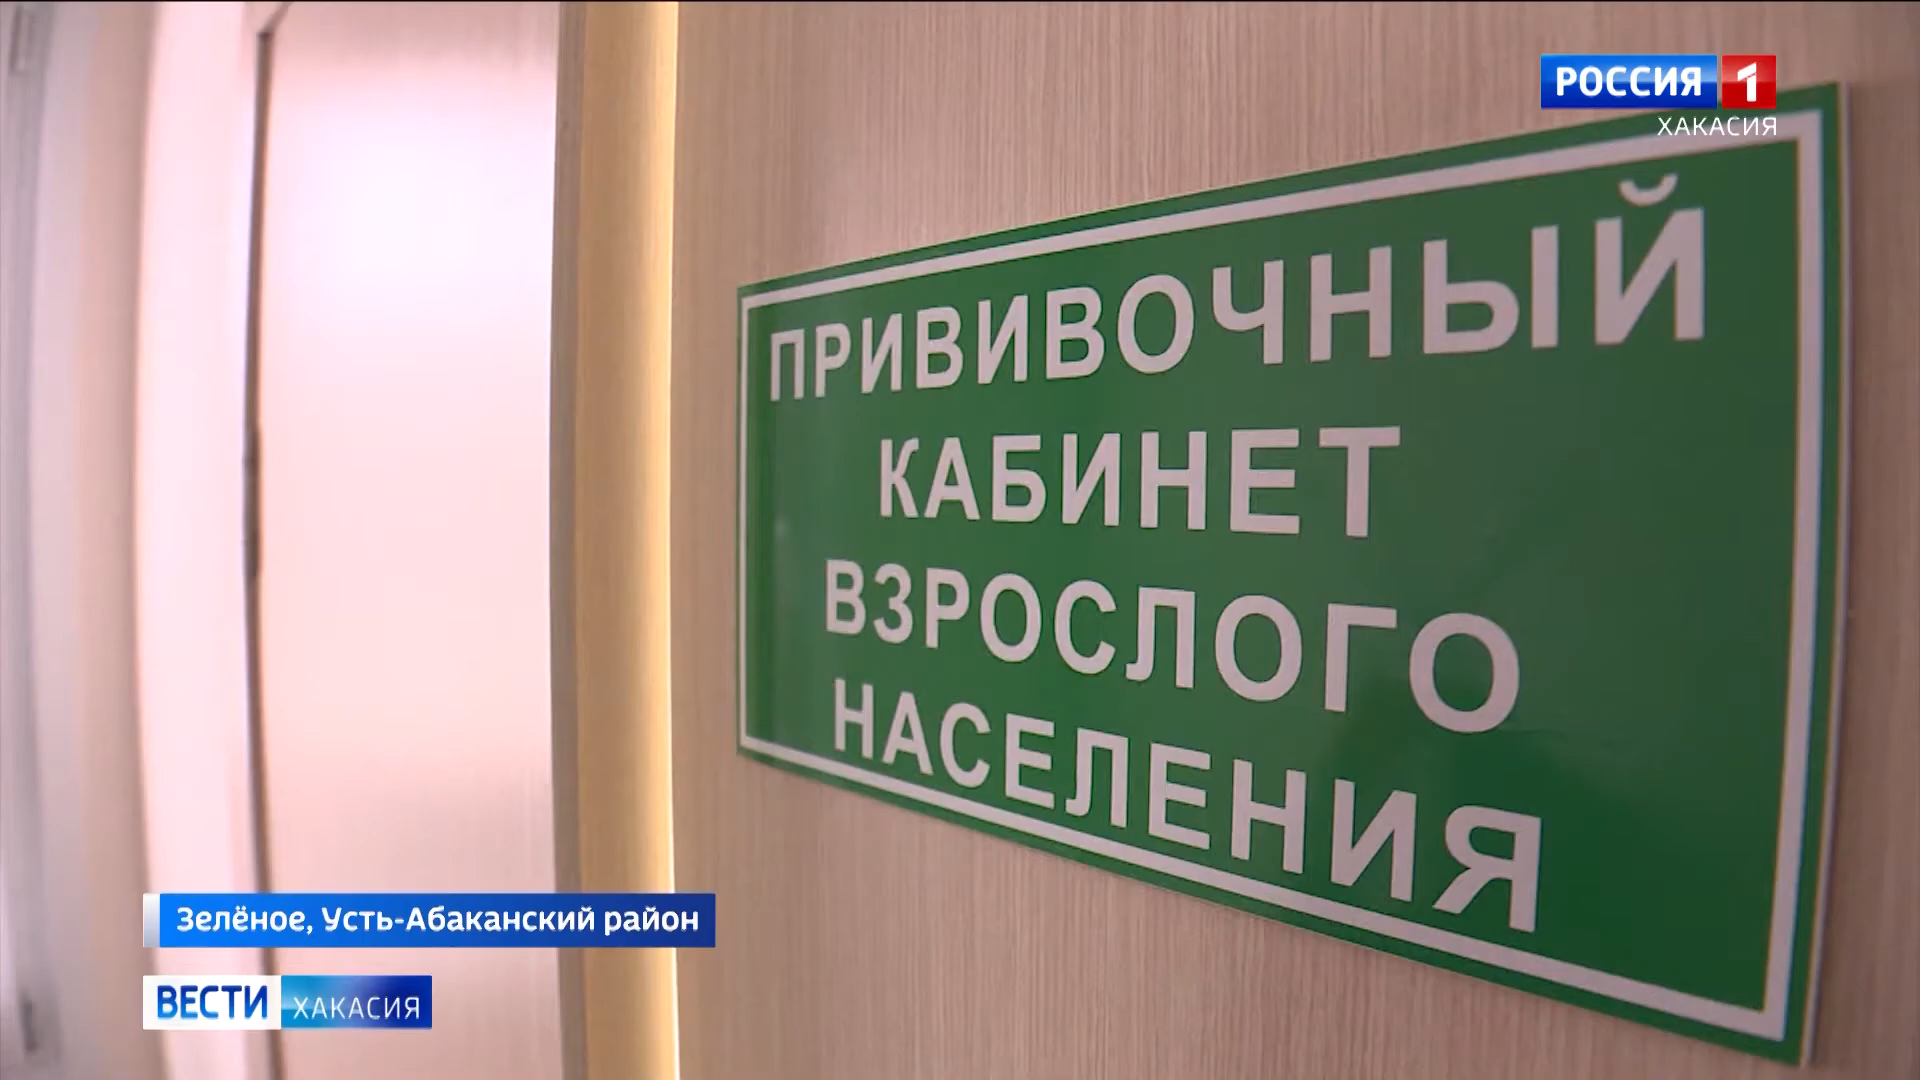 РОССИЯ 1
ХАКАСИЯ
ПРИВИВОЧНЫЙ
КАБИНЕТ
ВЗРОСЛОГО
НАСЕЛЕНИЯ
Зелёное, Усть-Абаканский район
ВЕСТИ ХАКАСИЯ